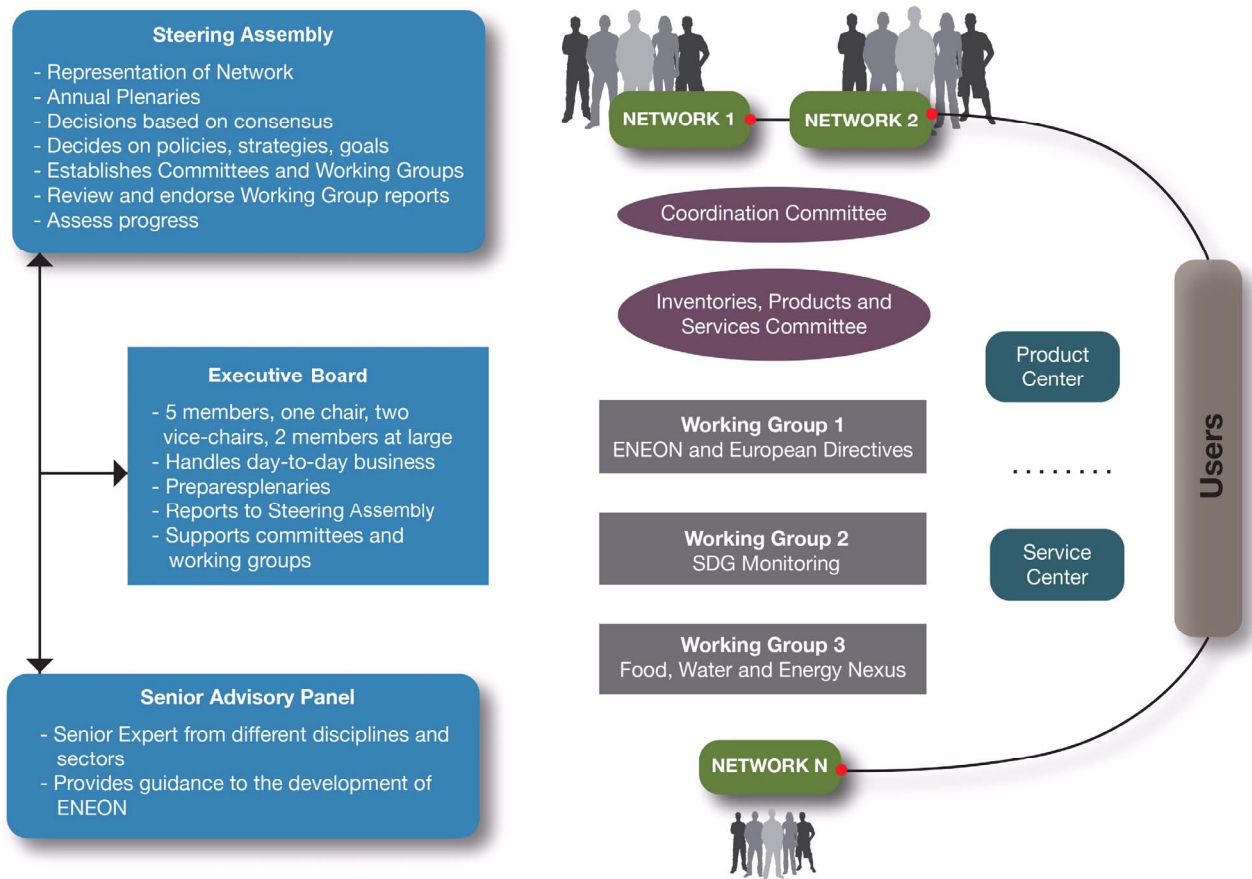 Steering Assembly
- Representation of Network
- Annual Plenaries
- Decisions based on consensus
- Decides on policies, strategies, goals
- Establishes Committees and Working Groups
- Review and endorse Working Group reports
- Assess progress
Executive Board
- 5 members, one chair, two
vice-chairs, 2 members at large
- Handles day-to-day business
- Preparesplenaries
- Reports to Steering Assembly
- Supports committees and
working groups
Senior Advisory Panel
- Senior Expert from different disciplines and
sectors
- Provides guidance to the development of
ENEON
NETWORK 1
NETWORK 2
Coordination Committee
Inventories, Products and
Services Committee
Working Group 1
ENEON and European Directives
Working Group 2
SDG Monitoring
Working Group 3
Food, Water and Energy Nexus
NETWORK N
Product
Center
........
Service
Center
Users